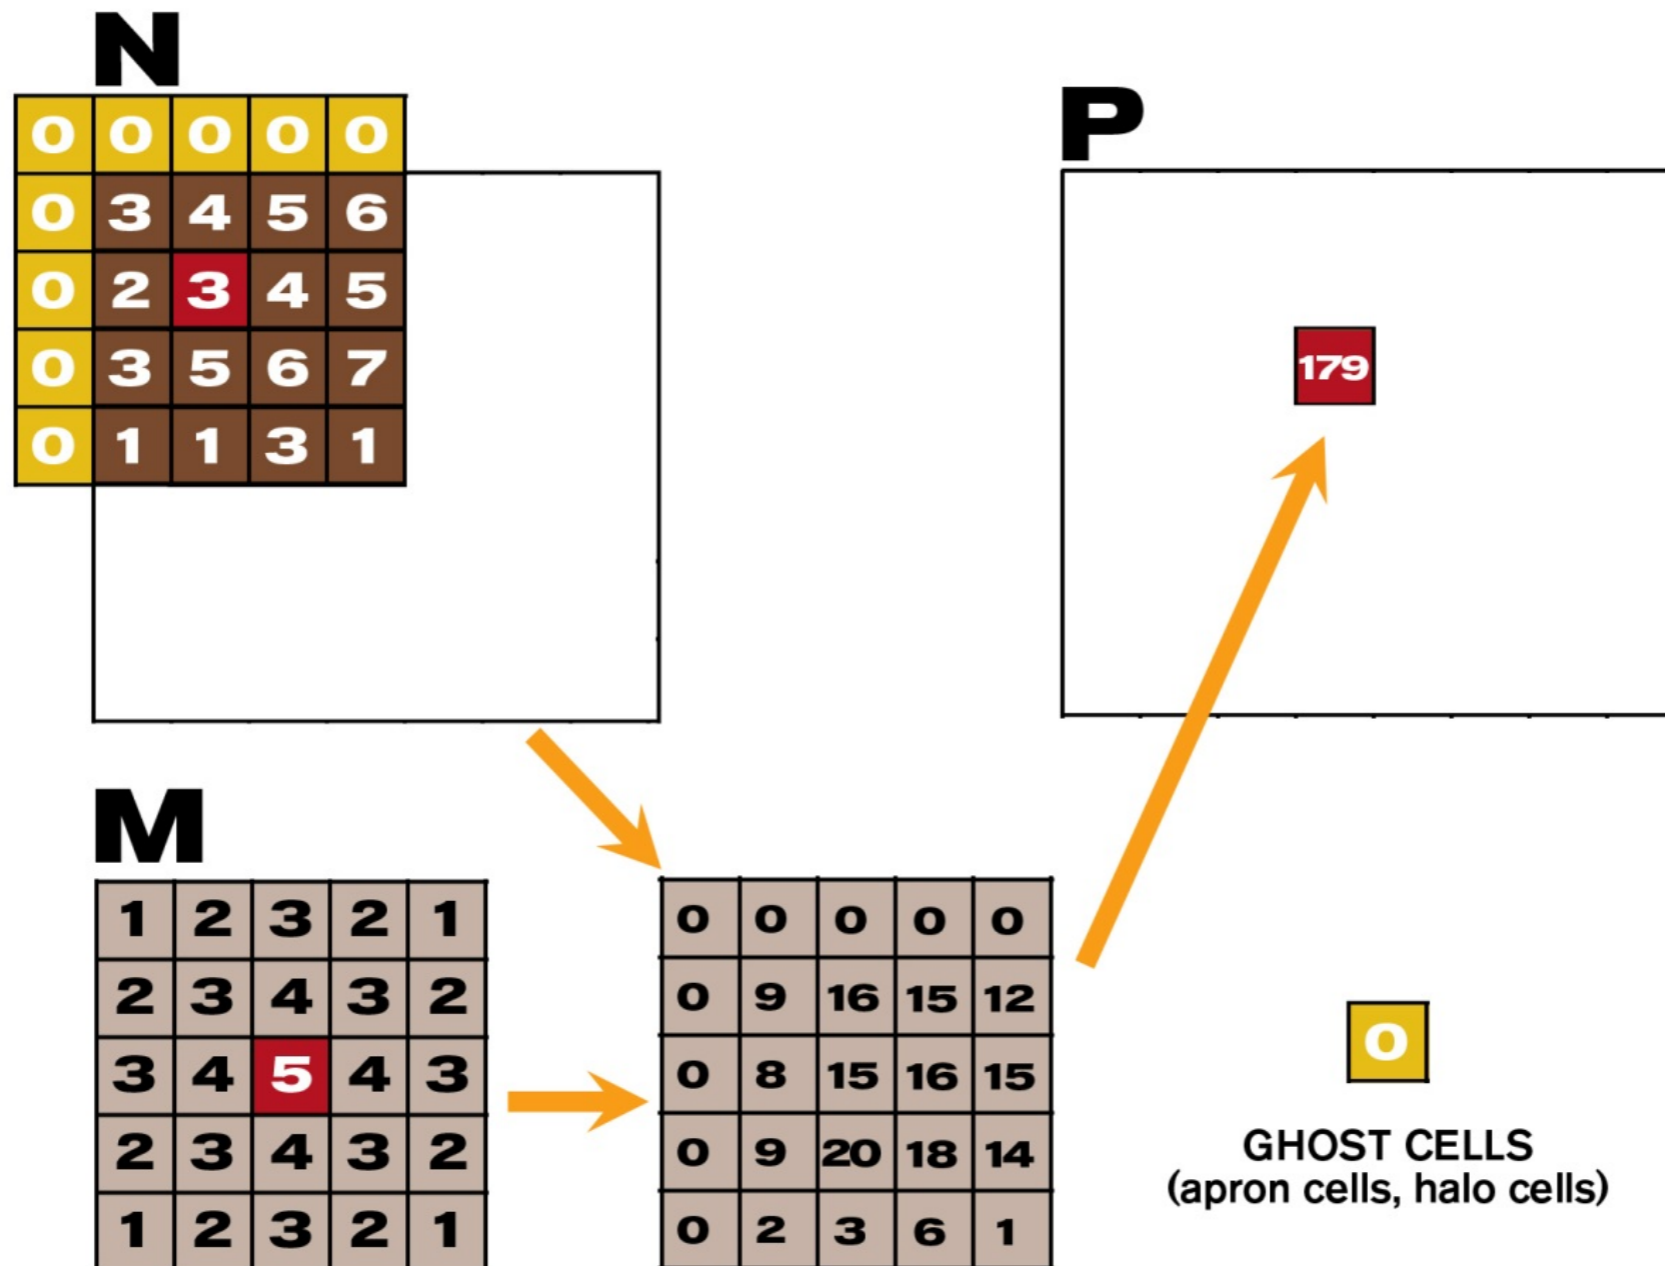 N
0 0 0 0 0
0 3 4 5 6
0 2 3 4 5
0 3 5 6 7
0 1 1 3 1
P
179
M
1 2 3 2 1
2 3 4 3 2
3 4 5 4 3
2 3 4 3 2
1 2 3 2 1
0 0 0 0 0
0 9 16 15 12
0 8 15 16 15
0 9 20 18 14
0 2 3 6 1
0
GHOST CELLS
(apron cells, halo cells)